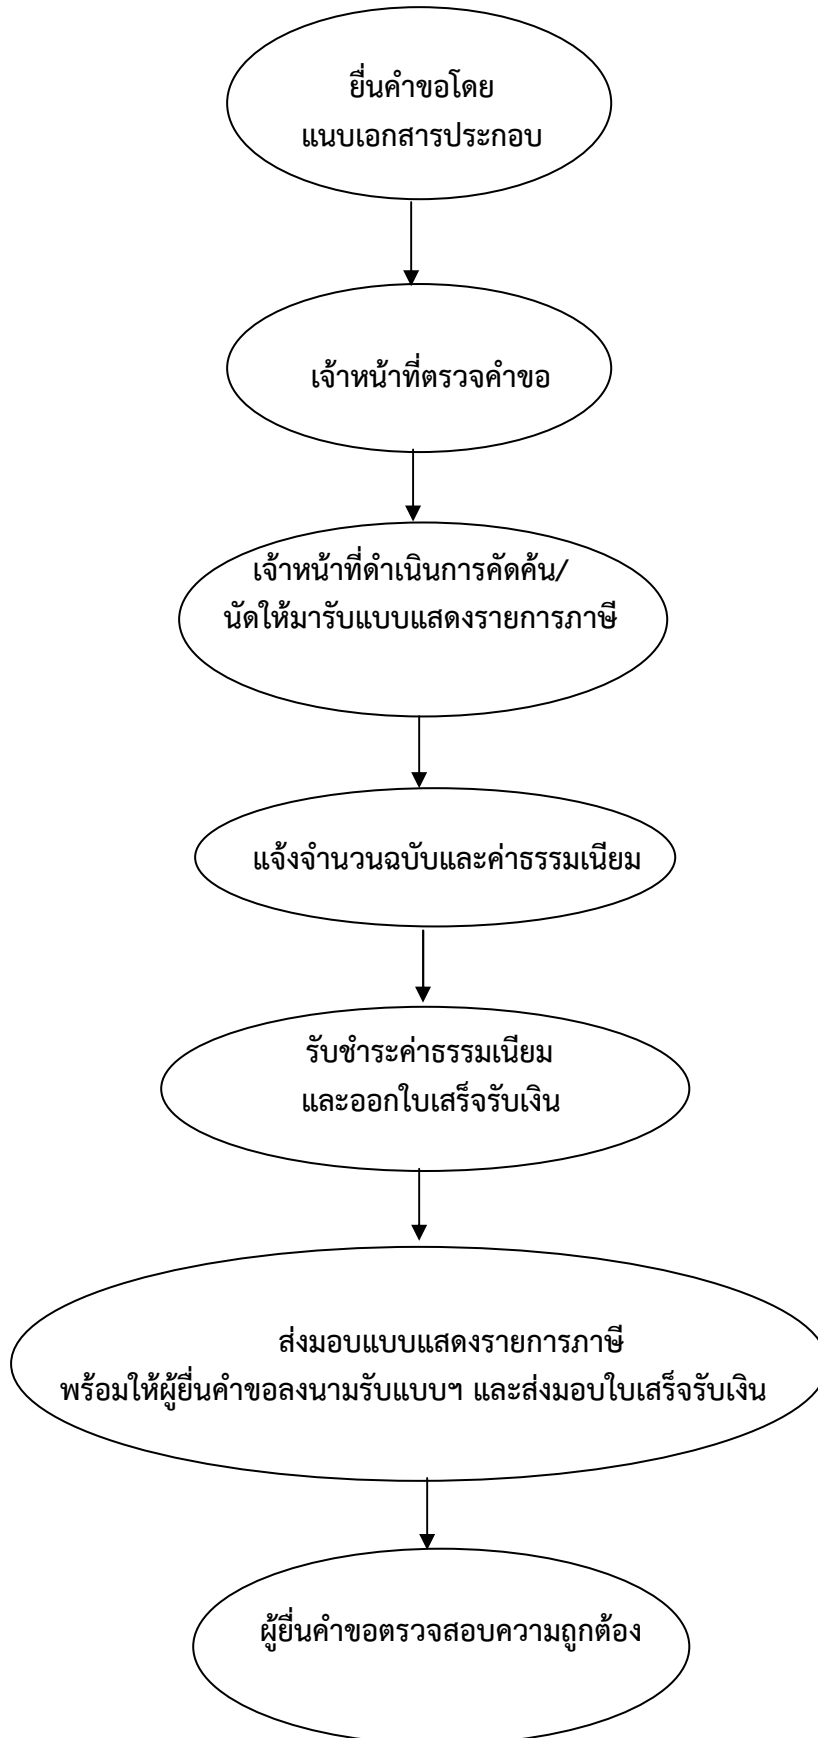 ยื่นคำขอโดย
แนบเอกสารประกอบ
เจ้าหน้าที่ตรวจคำขอ
เจ้าหน้าที่ดำเนินการคัดค้น/
นัดให้มารับแบบแสดงรายการภาษี
แจ้งจำนวนฉบับและค่าธรรมเนียม
รับชำระค่าธรรมเนียม
และออกใบเสร็จรับเงิน
ส่งมอบแบบแสดงรายการภาษี
พร้อมให้ผู้ยื่นคำขอลงนามรับแบบฯ และส่งมอบใบเสร็จรับเงิน
ผู้ยื่นคำขอตรวจสอบความถูกต้อง